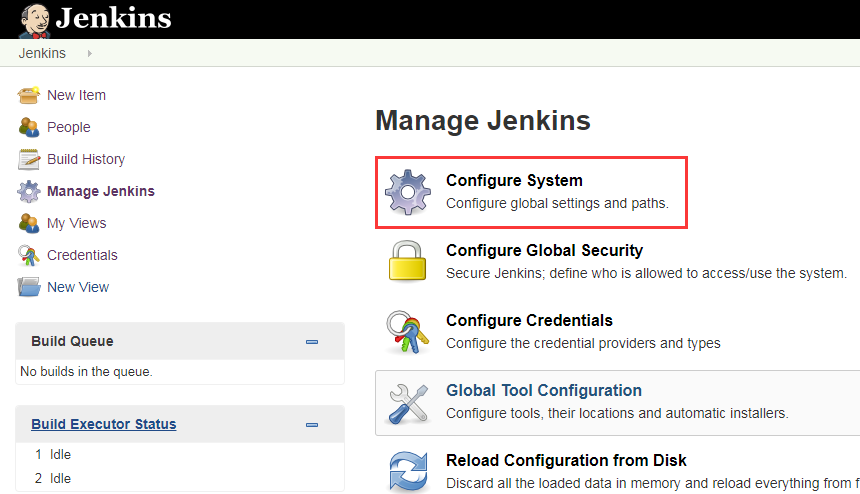 Jenkins
Jenkins
New Item
People
Build History
Manage Jenkins
My Views
Credentials
New View
Build Queue
No builds in the queue.
Build Executor Status
1 Idle
2 Idle
Manage Jenkins
Configure System
Configure global settings and paths.
Configure Global Security
Secure Jenkins; define who is allowed to access/use the system.
Configure Credentials
Configure the credential providers and types
Global Tool Configuration
Configure tools, their locations and automatic installers.
Reload Configuration from Disk
Discard all the loaded data in memory and reload everything from